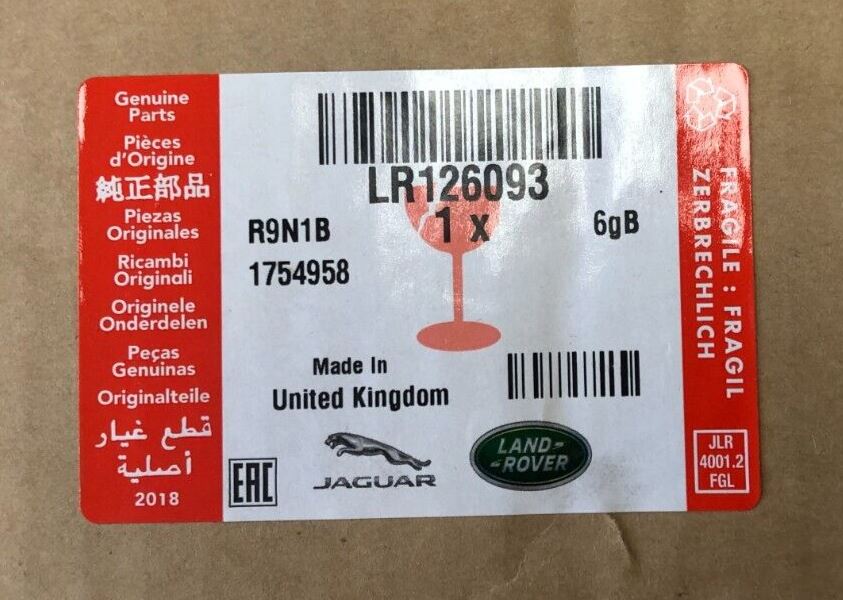 Genuine
Parts
Pièces
d'Origine
純正部品
Piezas
Originales
Ricambi
Originali
Originele
Onderdelen
Peças
Genuinas
Originalteile
قطع غيار
أصلية
2018
LR126093
1 x
R9N1B
6gB
1754958
Made In
United Kingdom
EAC
JAGUAR
LAND-
-ROVER
FRAGILE : FRAGIL
ZERBRECHLICH
JLR
4001.2
FGL